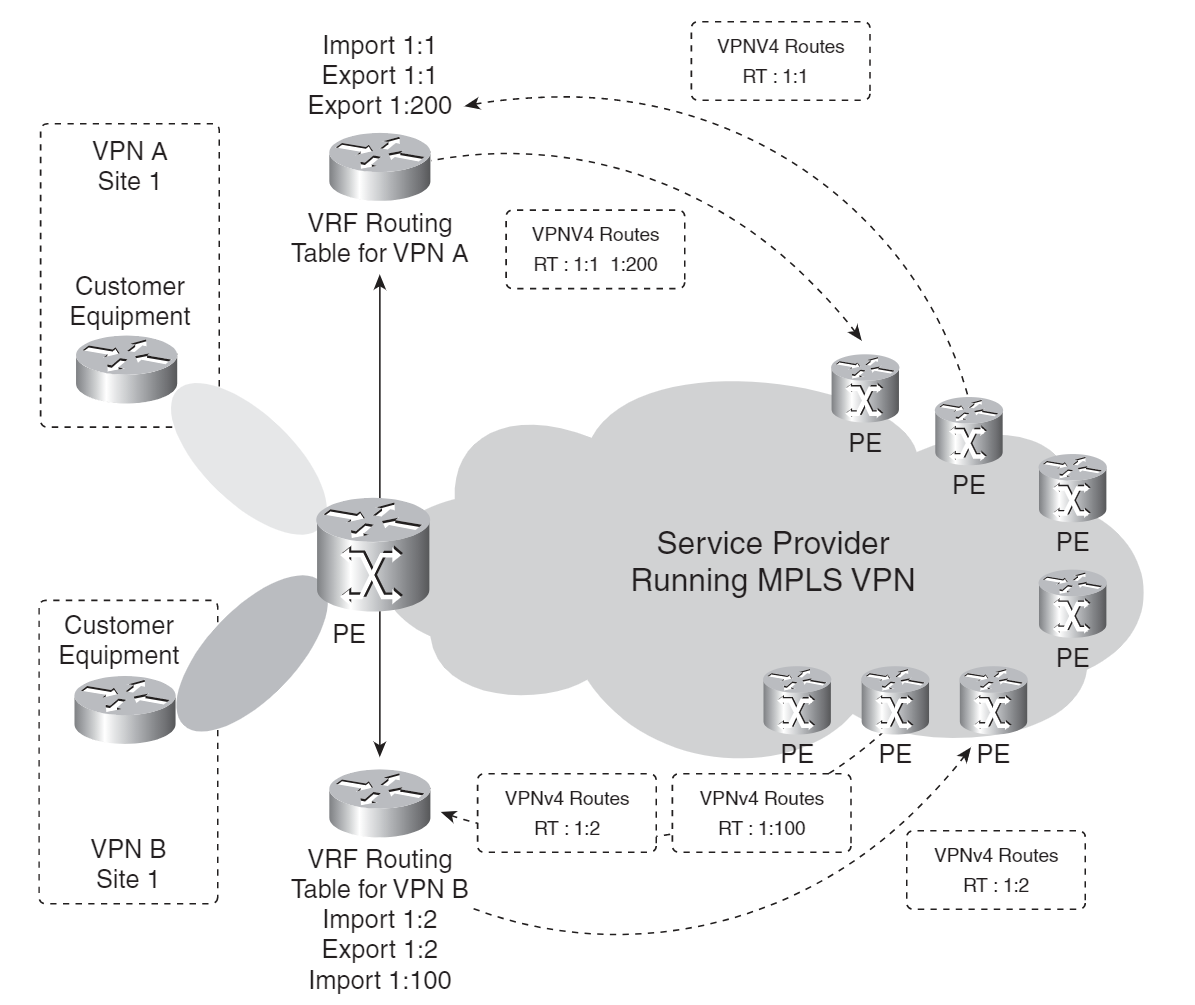 Import 1:1
Export 1:1
Export 1:200
VPNV4 Routes
RT : 1:1
VPN A
Site 1
VRF Routing
Table for VPN A
VPNV4 Routes
RT : 1:1 1:200
Customer
Equipment
PE
PE
PE
PE
Service Provider
Running MPLS VPN
Customer
Equipment
PE
PE
PE
PE
VPN B
Site 1
VRF Routing
Table for VPN B
Import 1:2
Export 1:2
Import 1:100
VPNv4 Routes
RT : 1:2
VPNv4 Routes
RT : 1:100
VPNv4 Routes
RT : 1:2